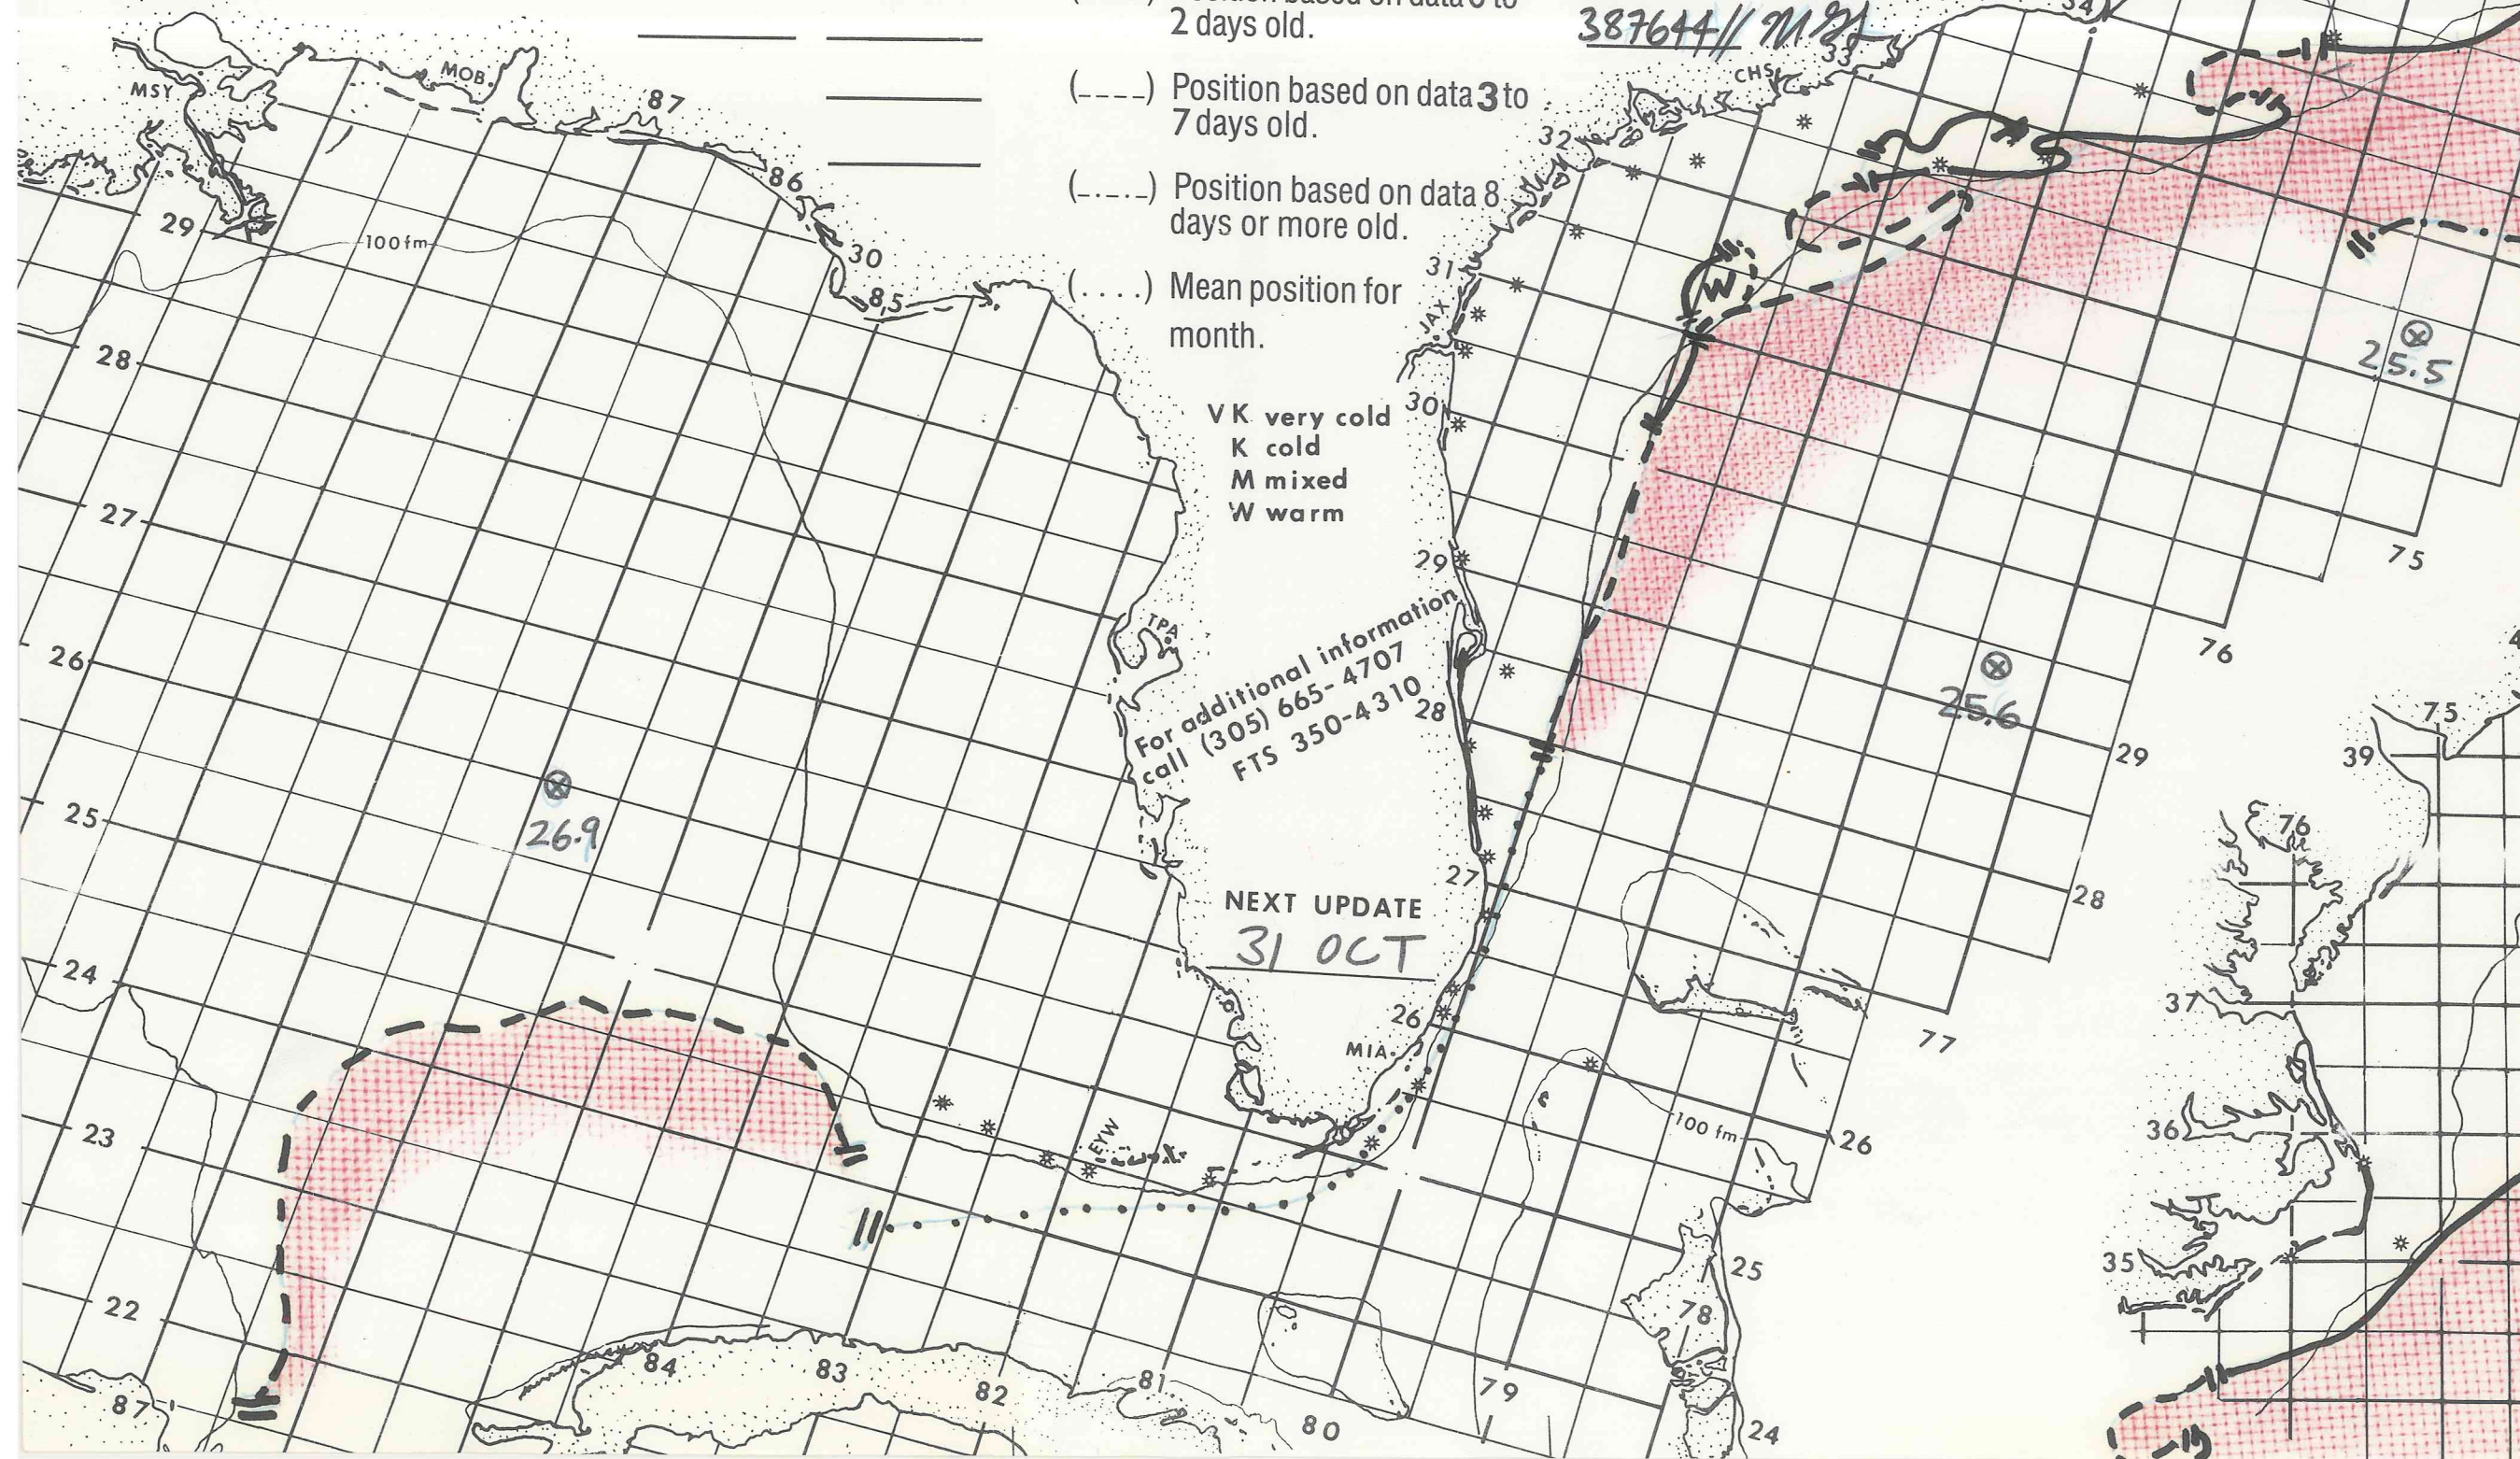 2 days old.
387644// MGL
(----) Position based on data 3 to
7 days old.
(_._._) Position based on data 8
days or more old.
(....) Mean position for
month.
V K very cold
K cold
M mixed
W warm
For additional information
call (305) 665-4707
FTS 350-4310
NEXT UPDATE
31 OCT
MSY
MOB.
87
86
30
85
29
100 fm
28
27
26
25
24
23
22
87
26.9
TPA
EYW
MIA.
84
83
82
81
80
79
78
CHS
34
33
32
31
JAX
30
29
28
27
26
W
25.5
25.6
75
76
29
28
77
100 fm
26
25
24
75
39
76
37
36
35